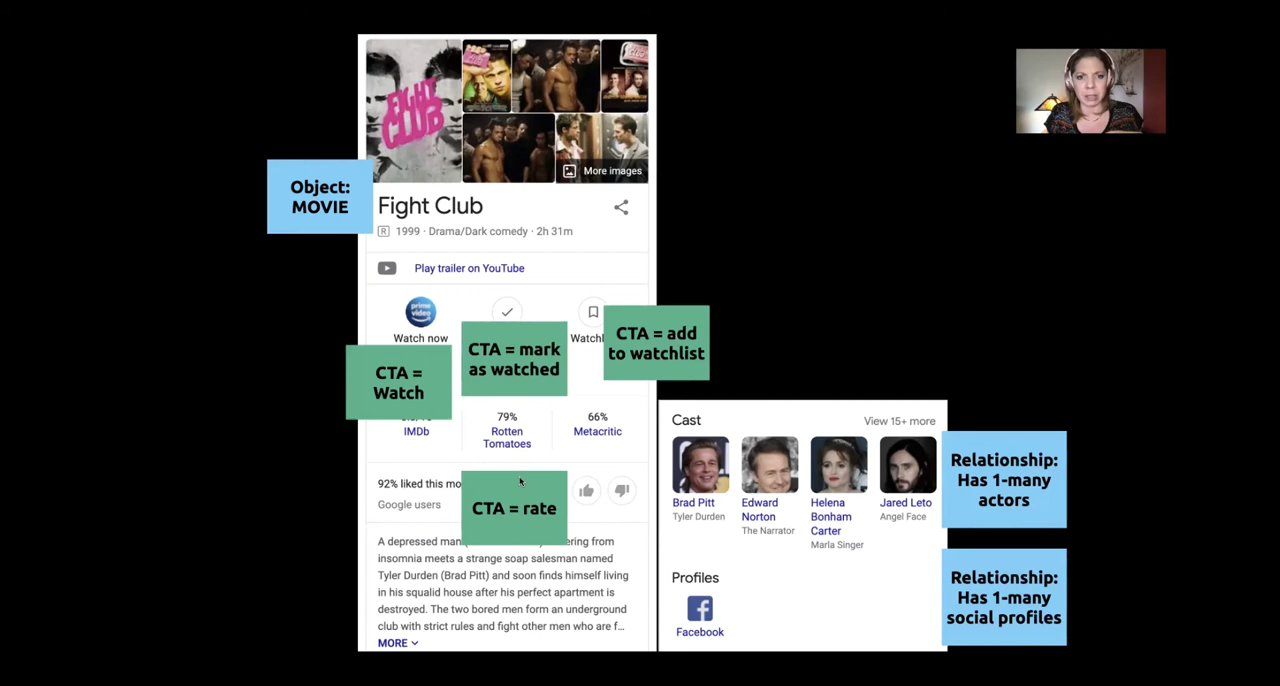 FIGHT
CLUB
More images
Object:
MOVIE
Fight Club
R 1999 · Drama/Dark comedy · 2h 31m
Play trailer on YouTube
prime
video
Watch now
CTA = mark
as watched
CTA = add
to watchlist
CTA =
Watch
79%
66%
IMDb
Rotten
Tomatoes
Metacritic
92% liked this
Google users
CTA = rate
A depressed man
from
insomnia meets a strange soap salesman named
Tyler Durden (Brad Pitt) and soon finds himself living
in his squalid house after his perfect apartment is
destroyed. The two bored men form an underground
club with strict rules and fight other men who are f...
MORE
Cast
View 15+ more
Brad Pitt
Tyler Durden
Edward
Norton
The Narrator
Helena
Bonham
Carter
Marla Singer
Jared Leto
Angel Face
Relationship:
Has 1-many
actors
Profiles
Facebook
Relationship:
Has 1-many
social profiles